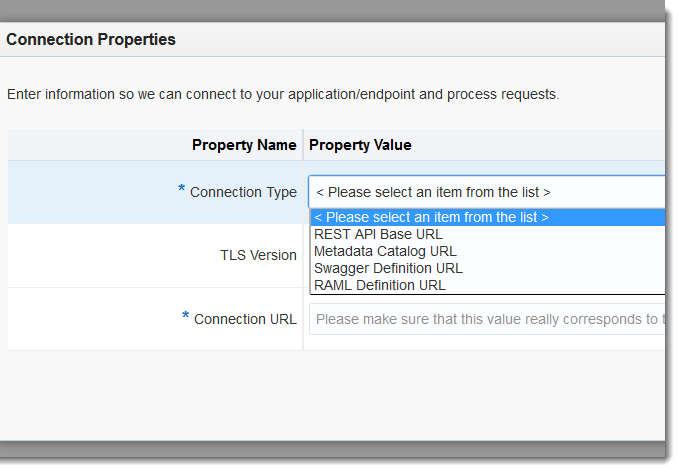 Connection Properties
Enter information so we can connect to your application/endpoint and process requests.
Property Name Property Value
* Connection Type < Please select an item from the list >
< Please select an item from the list >
REST API Base URL
Metadata Catalog URL
TLS Version Swagger Definition URL
RAML Definition URL
* Connection URL Please make sure that this value really corresponds to